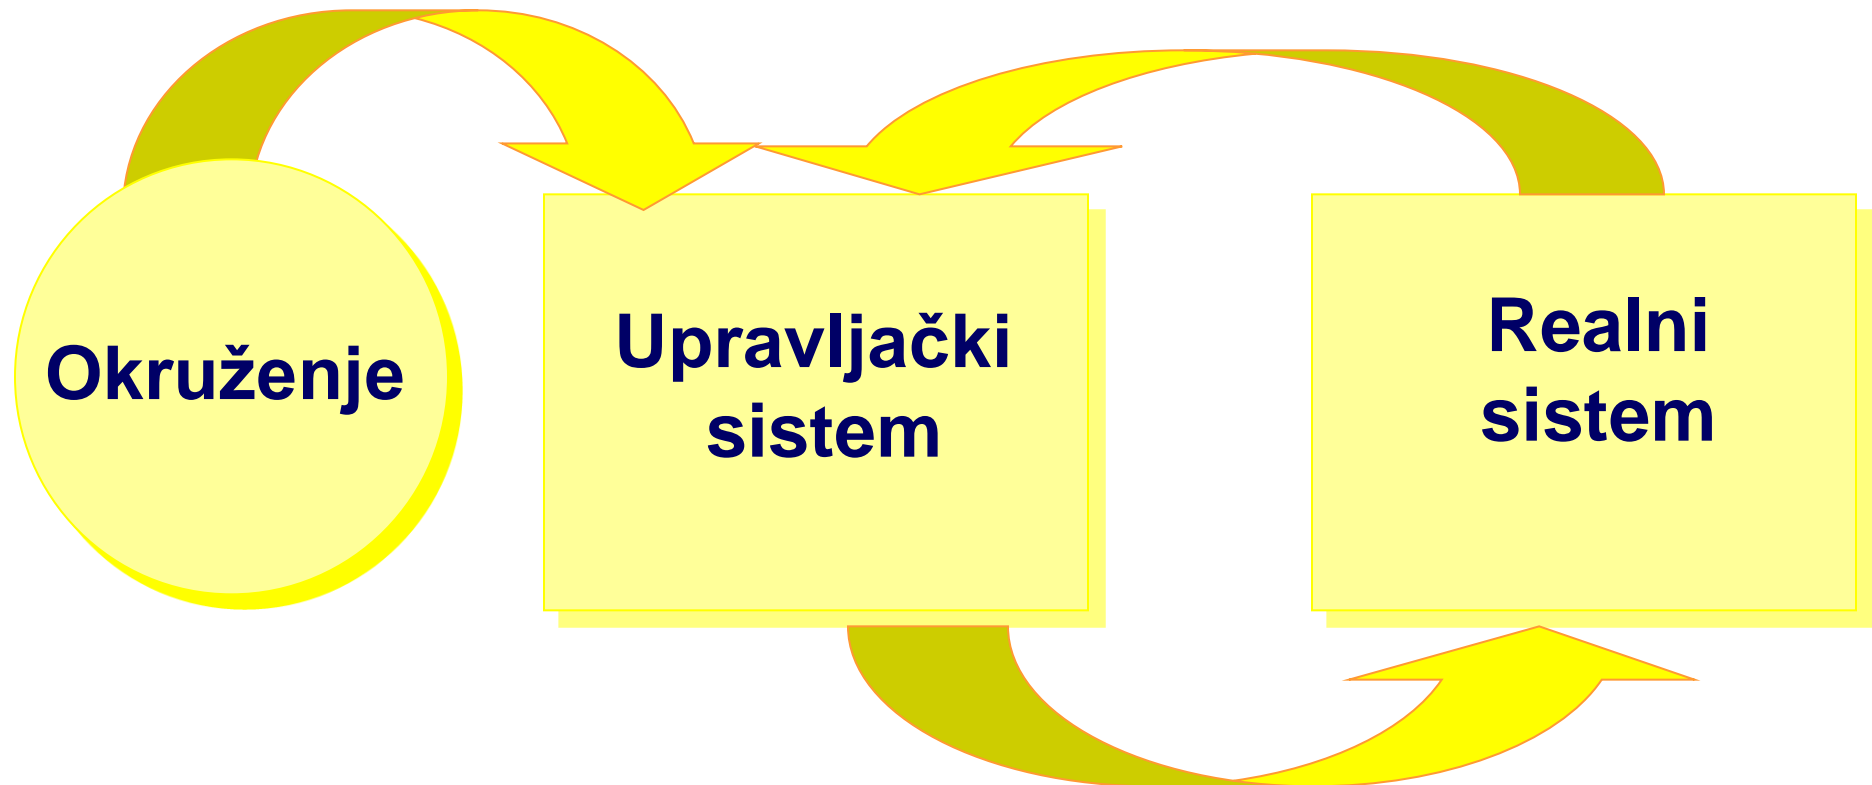 Okruženje
Upravljački
sistem
Realni
sistem